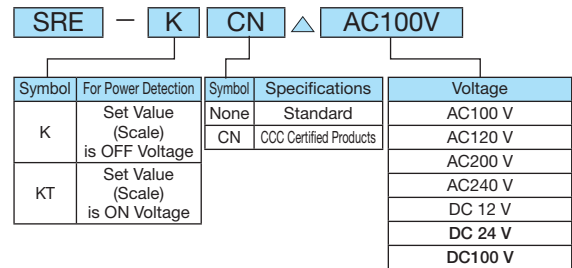 SRE – K CN △ AC100V
Symbol For Power Detection
K Set Value
(Scale)
is OFF Voltage
KT Set Value
(Scale)
is ON Voltage
Symbol Specifications
None Standard
CN CCC Certified Products
Voltage
AC100 V
AC120 V
AC200 V
AC240 V
DC 12 V
DC 24 V
DC100 V